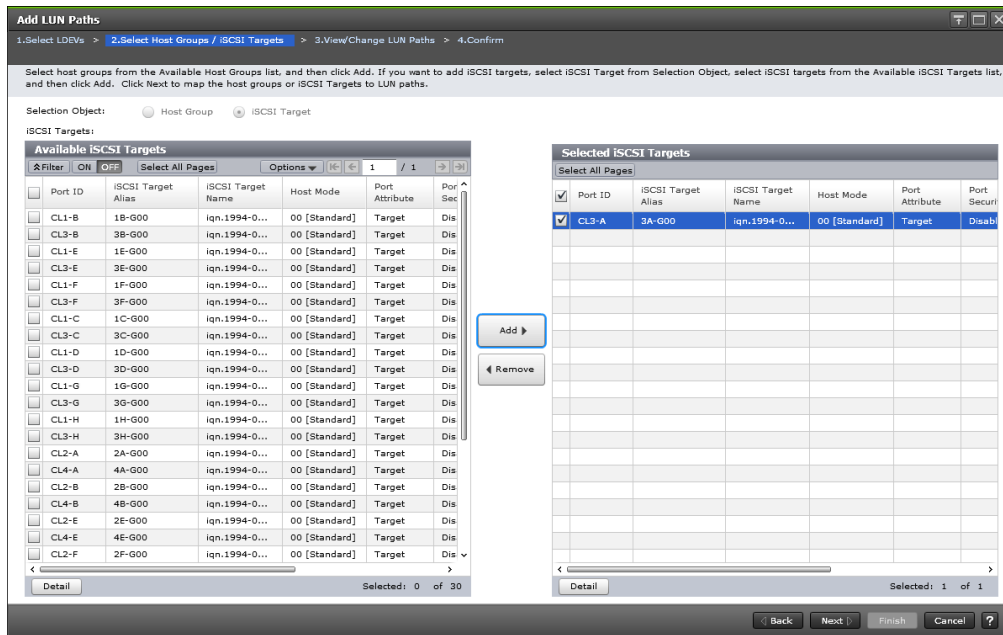 Add LUN Paths
1.Select LDEVs > 2.Select Host Groups / iSCSI Targets > 3.View/Change LUN Paths > 4.Confirm
Select host groups from the Available Host Groups list, and then click Add. If you want to add iSCSI targets, select iSCSI Target from Selection Object, select iSCSI targets from the Available iSCSI Targets list,
and then click Add. Click Next to map the host groups or iSCSI Targets to LUN paths.
Selection Object: Host Group iSCSI Target
iSCSI Targets:
Available iSCSI Targets
Filter ON OFF Select All Pages Options 1 / 1
Port ID iSCSI Target Alias iSCSI Target Name Host Mode Port Attribute Por Sec
CL1-B 1B-G00 iqn.1994-0... 00 [Standard] Target Dis
CL3-B 3B-G00 iqn.1994-0... 00 [Standard] Target Dis
CL1-E 1E-G00 iqn.1994-0... 00 [Standard] Target Dis
CL3-E 3E-G00 iqn.1994-0... 00 [Standard] Target Dis
CL1-F 1F-G00 iqn.1994-0... 00 [Standard] Target Dis
CL3-F 3F-G00 iqn.1994-0... 00 [Standard] Target Dis
CL1-C 1C-G00 iqn.1994-0... 00 [Standard] Target Dis
CL3-C 3C-G00 iqn.1994-0... 00 [Standard] Target Dis
CL1-D 1D-G00 iqn.1994-0... 00 [Standard] Target Dis
CL3-D 3D-G00 iqn.1994-0... 00 [Standard] Target Dis
CL1-G 1G-G00 iqn.1994-0... 00 [Standard] Target Dis
CL3-G 3G-G00 iqn.1994-0... 00 [Standard] Target Dis
CL1-H 1H-G00 iqn.1994-0... 00 [Standard] Target Dis
CL3-H 3H-G00 iqn.1994-0... 00 [Standard] Target Dis
CL2-A 2A-G00 iqn.1994-0... 00 [Standard] Target Dis
CL4-A 4A-G00 iqn.1994-0... 00 [Standard] Target Dis
CL2-B 2B-G00 iqn.1994-0... 00 [Standard] Target Dis
CL4-B 4B-G00 iqn.1994-0... 00 [Standard] Target Dis
CL2-E 2E-G00 iqn.1994-0... 00 [Standard] Target Dis
CL4-E 4E-G00 iqn.1994-0... 00 [Standard] Target Dis
CL2-F 2F-G00 iqn.1994-0... 00 [Standard] Target Dis
Detail Selected: 0 of 30
Add
Remove
Selected iSCSI Targets
Select All Pages
Port ID iSCSI Target Alias iSCSI Target Name Host Mode Port Attribute Port Securi
CL3-A 3A-G00 iqn.1994-0... 00 [Standard] Target Disabl
Detail Selected: 1 of 1
Back Next Finish Cancel ?